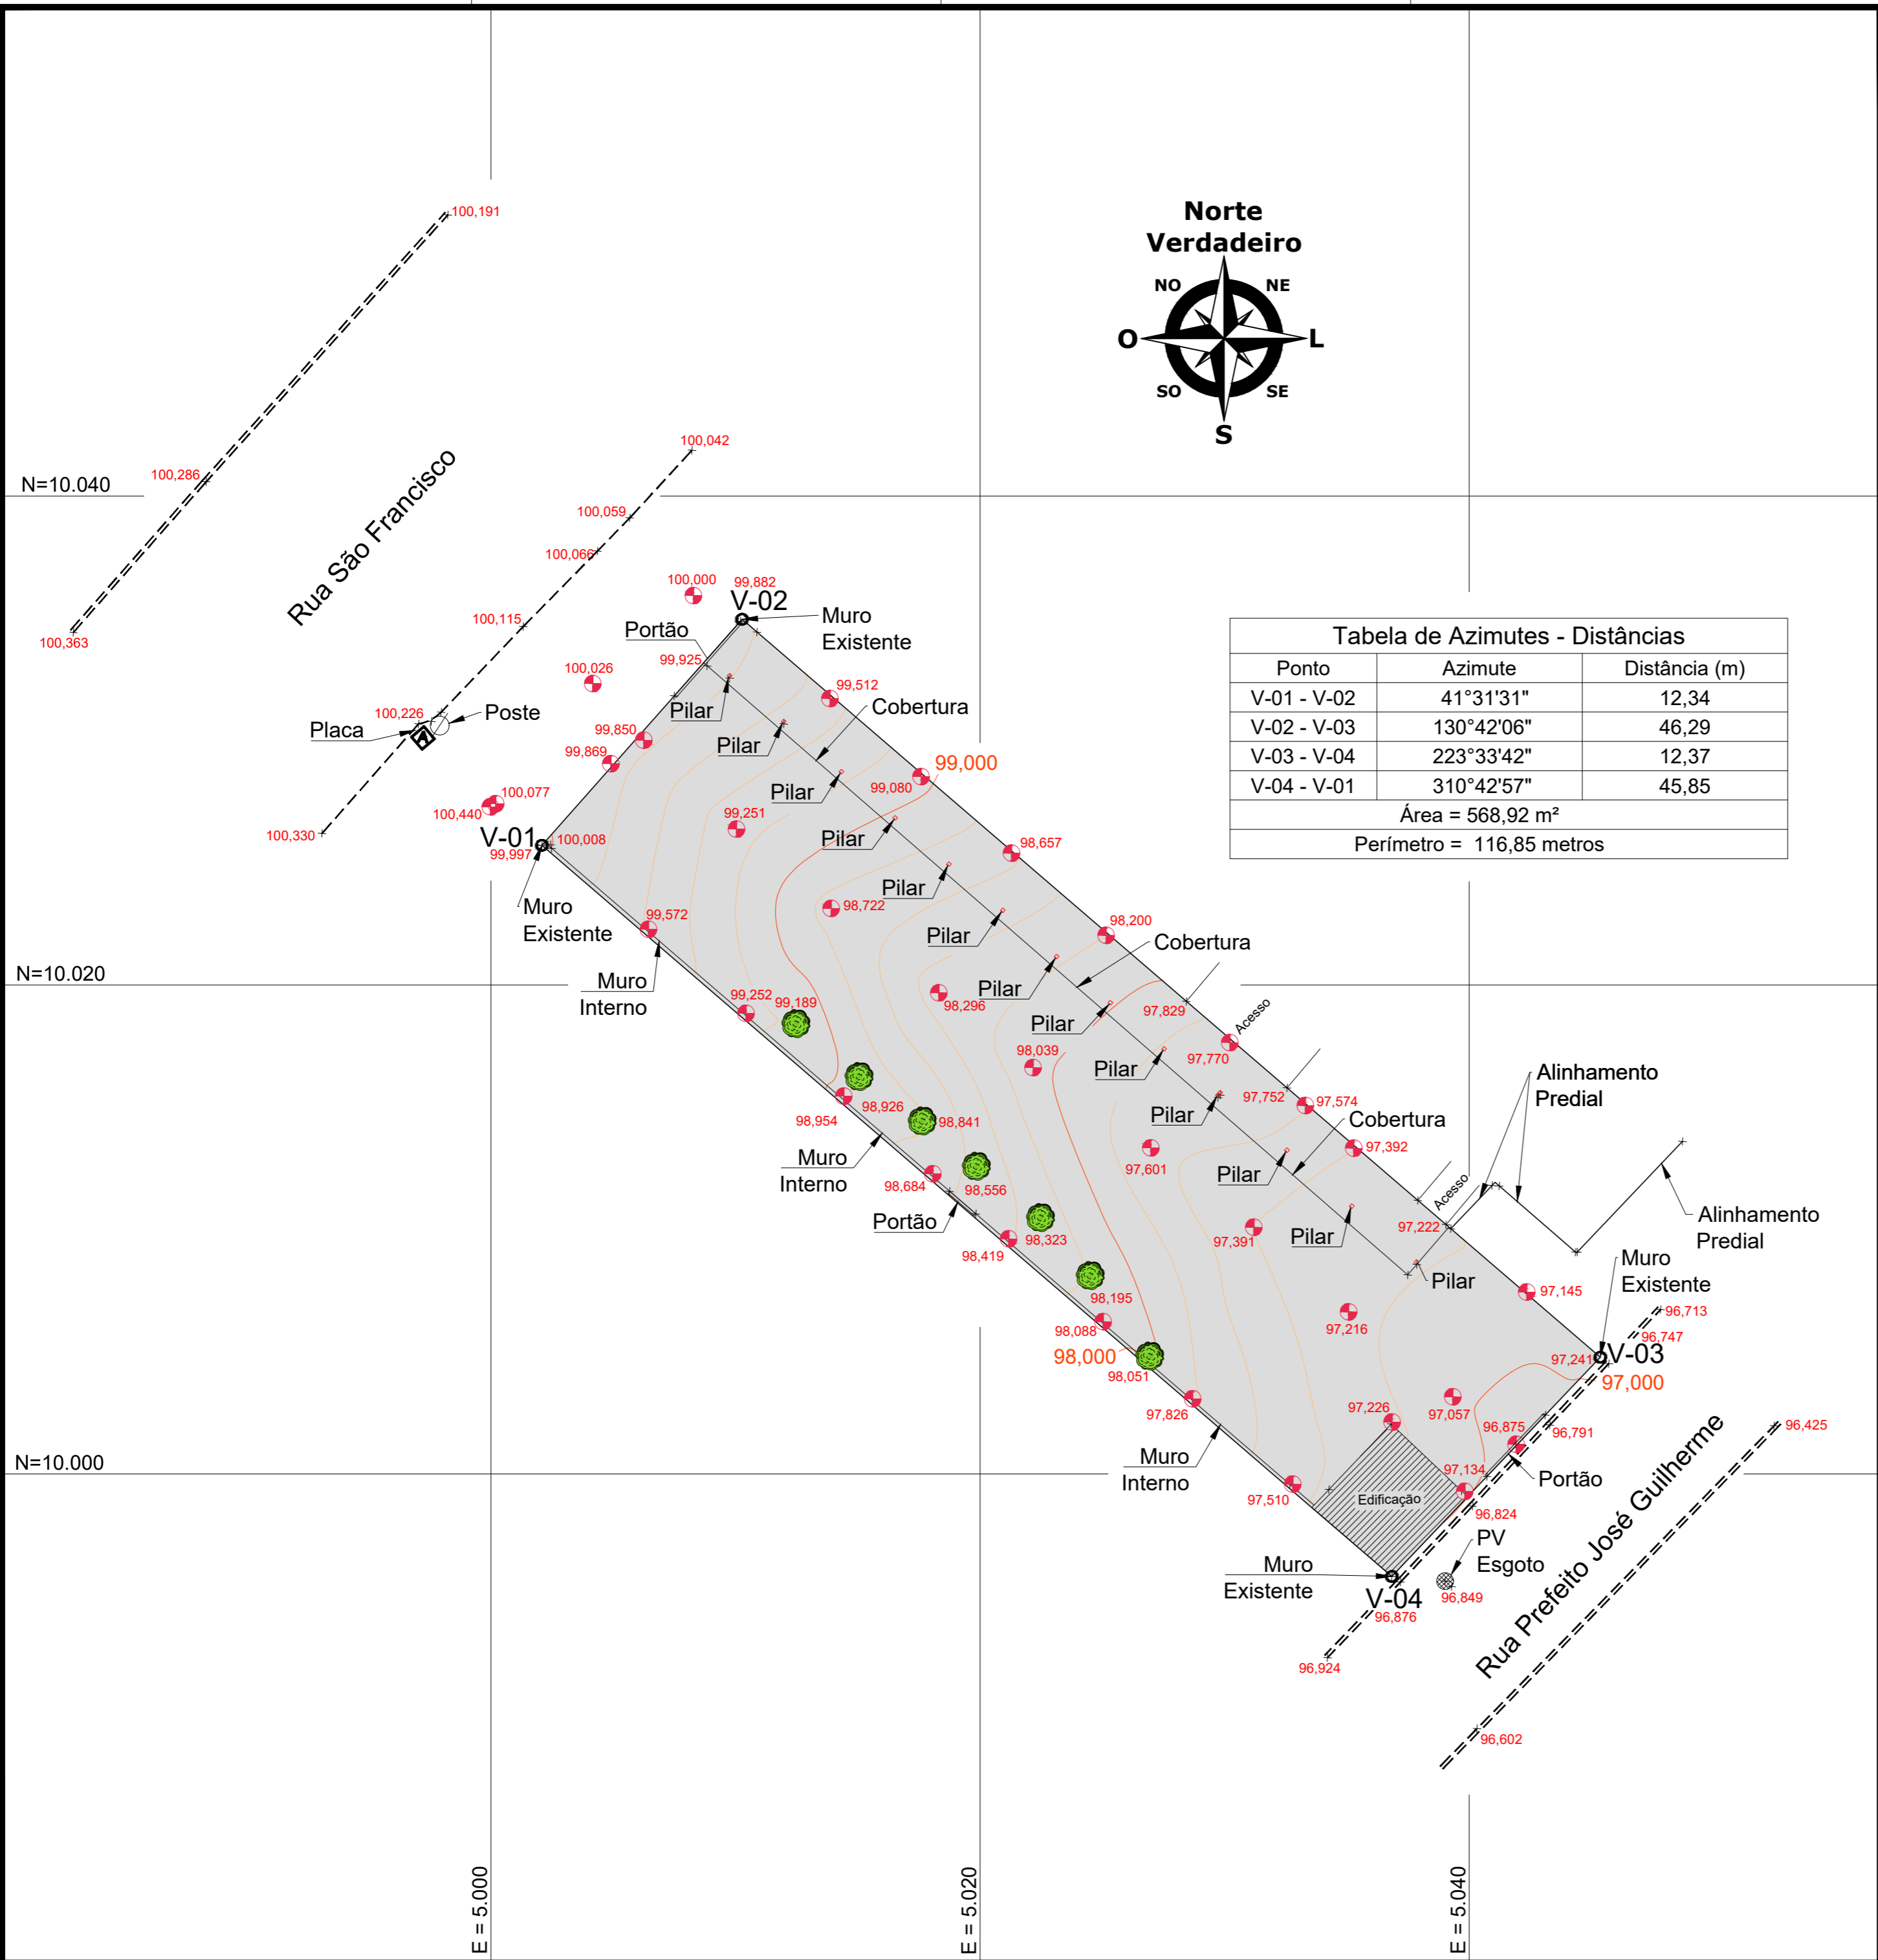 100,191
Norte
Verdadeiro
NO
NE
O
L
SO
SE
S
100,042
100,286
N=10.040
Rua São Francisco
100,059
100,066
100,000
99,882
V-02
100,115
Portão
Muro
Existente
100,363
99,925
100,026
99,512
Pilar
Cobertura
100,226
Poste
Placa
99,850
Pilar
99,869
99,000
99,080
Pilar
100,077
100,440
99,251
100,330
V-01
100,008
99,997
Pilar
98,657
Tabela de Azimutes - Distâncias
Ponto Azimute Distância (m)
V-01 - V-02 41°31'31" 12,34
V-02 - V-03 130°42'06" 46,29
V-03 - V-04 223°33'42" 12,37
V-04 - V-01 310°42'57" 45,85
Área = 568,92 m²
Perímetro = 116,85 metros
Pilar
Muro
Existente
98,722
99,572
98,200
Pilar
Cobertura
N=10.020
Muro
Interno
Pilar
99,252
99,189
98,296
97,829
Acesso
Pilar
98,039
97,770
Pilar
Alinhamento
Predial
97,752
97,574
98,926
98,954
98,841
Pilar
Cobertura
97,392
Muro
Interno
97,601
Pilar
98,684
98,556
Acesso
Portão
98,323
97,391
Pilar
97,222
Alinhamento
Predial
98,419
Muro
Existente
Pilar
98,195
97,145
96,713
98,088
97,216
96,747
98,000
98,051
97,241
V-03
97,000
97,826
97,226
97,057
96,875
96,791
96,425
Muro
Interno
N=10.000
97,134
Portão
97,510
Edificação
96,824
PV
Esgoto
Muro
Existente
V-04
96,876
96,849
Rua Prefeito José Guilherme
96,924
96,602
E = 5.000
E = 5.020
E = 5.040